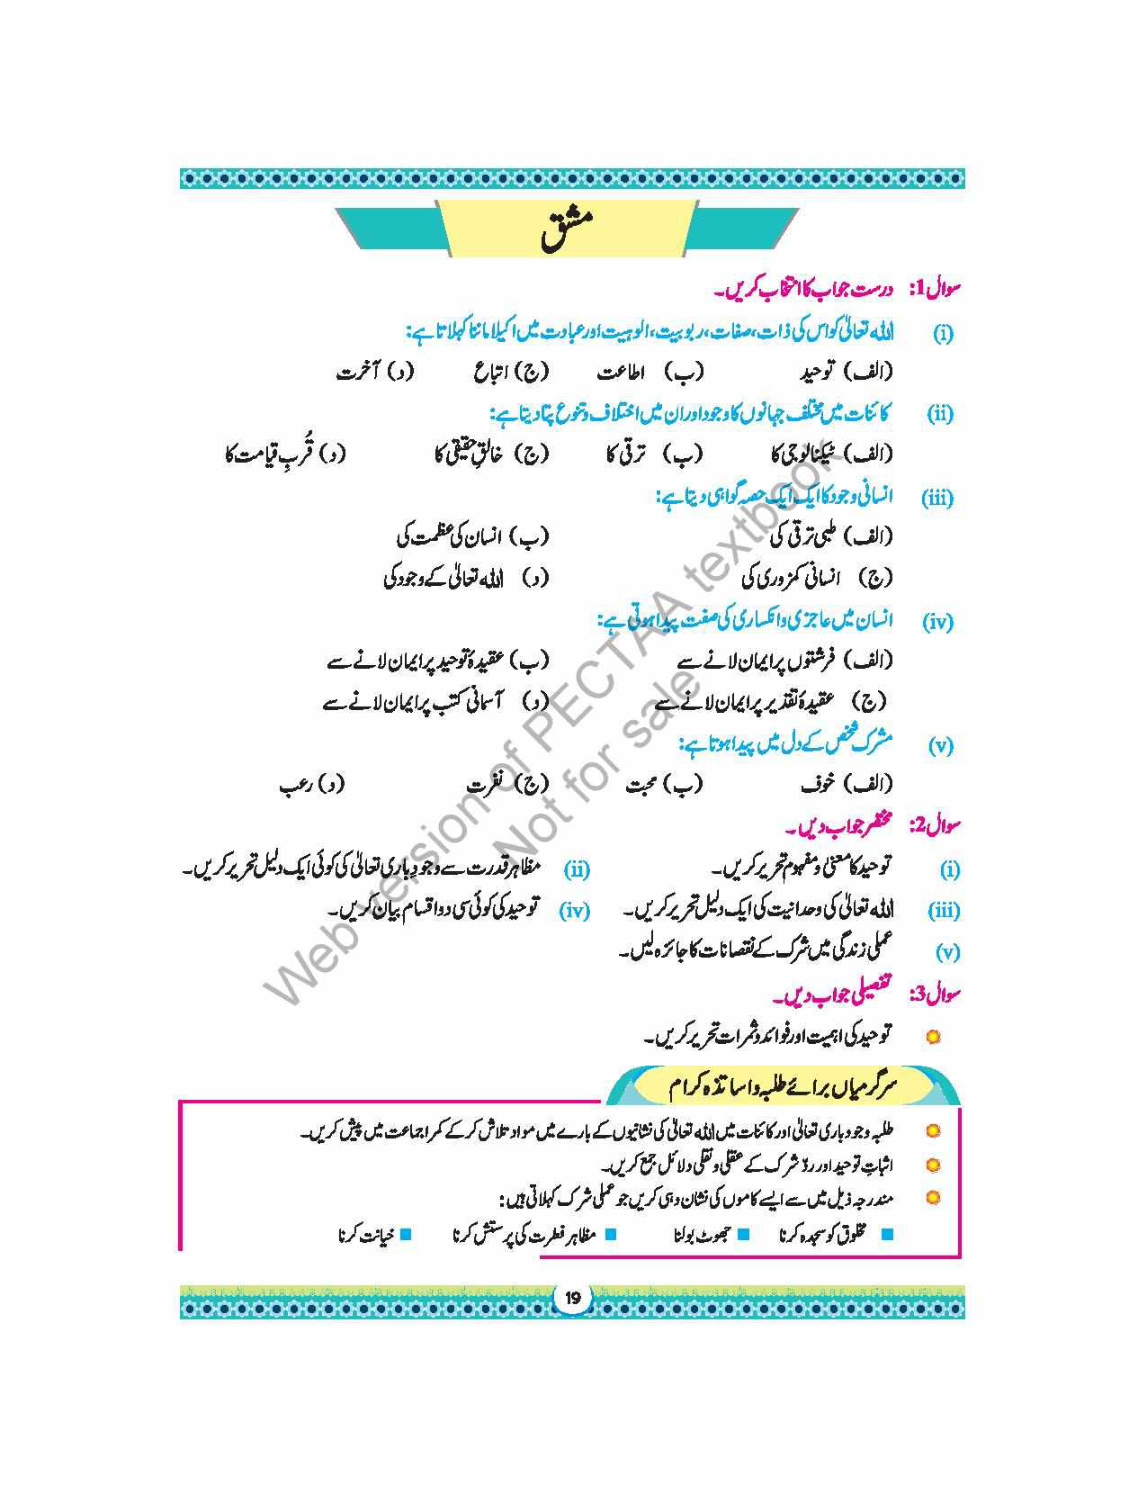 مشق
سوال 1: درست جواب کا انتخاب کریں۔
(i) اللہ تعالیٰ کو اس کی ذات، صفات، ربوبیت، الوہیت اور عبادت میں اکیلا ماننا کہلاتا ہے:
(الف) توحید (ب) اطاعت (ج) اتباع (د) آخرت
(ii) کائنات میں مختلف جہانوں کا وجود اور ان میں اختلاف و تنوع پتا دیتا ہے:
(الف) ٹیکنالوجی کا (ب) ترقی کا (ج) خالقِ حقیقی کا (د) قُربِ قیامت کا
(iii) انسانی وجود کا ایک ایک حصہ گواہی دیتا ہے:
(الف) طبی ترقی کی (ب) انسان کی عظمت کی
(ج) انسانی کمزوری کی (د) اللہ تعالیٰ کے وجود کی
(iv) انسان میں عاجزی و انکساری کی صفت پیدا ہوتی ہے:
(الف) فرشتوں پر ایمان لانے سے (ب) عقیدۂ توحید پر ایمان لانے سے
(ج) عقیدۂ تقدیر پر ایمان لانے سے (د) آسمانی کتب پر ایمان لانے سے
(v) مشرک شخص کے دل میں پیدا ہوتا ہے:
(الف) خوف (ب) محبت (ج) نفرت (د) رعب
سوال 2: مختصر جواب دیں۔
(i) توحید کا معنیٰ و مفہوم تحریر کریں۔ (ii) مظاہر قدرت سے وجودِ باری تعالیٰ کی کوئی ایک دلیل تحریر کریں۔
(iii) اللہ تعالیٰ کی وحدانیت کی ایک دلیل تحریر کریں۔ (iv) توحید کی کوئی سی دو اقسام بیان کریں۔
(v) عملی زندگی میں شرک کے نقصانات کا جائزہ لیں۔
سوال 3: تفصیلی جواب دیں۔
توحید کی اہمیت اور فوائد و ثمرات تحریر کریں۔
سرگرمیاں برائے طلبہ و اساتذہ کرام
طلبہ وجود باری تعالیٰ اور کائنات میں اللہ تعالیٰ کی نشانیوں کے بارے میں مواد تلاش کر کے کمرا جماعت میں پیش کریں۔
اثباتِ توحید اور ردّ شرک کے عقلی و نقلی دلائل جمع کریں۔
مندرجہ ذیل میں سے ایسے کاموں کی نشان دہی کریں جو عملی شرک کہلاتی ہیں:
مخلوق کو سجدہ کرنا جھوٹ بولنا مظاہر فطرت کی پرستش کرنا خیانت کرنا
19
Web version of PECTAA textbook
Not for sale